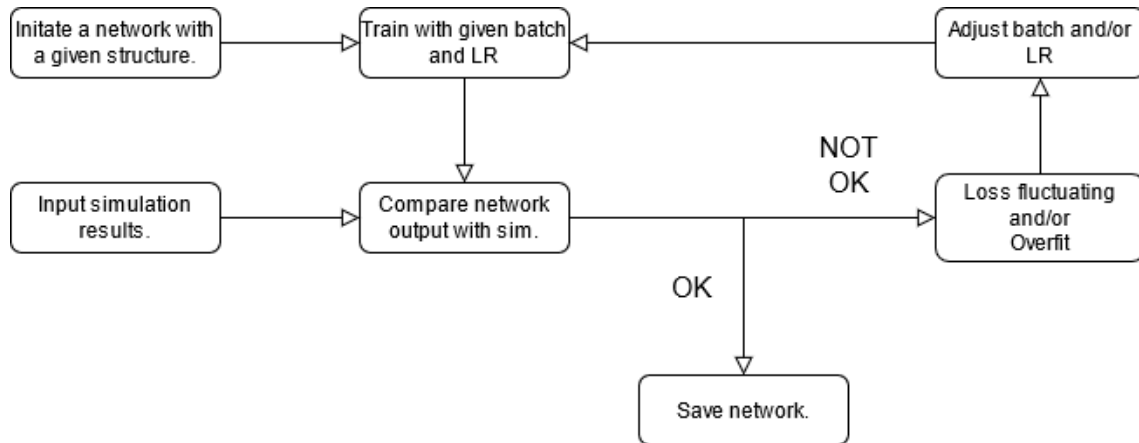 Initate a network with
a given structure.
Train with given batch
and LR
Adjust batch and/or
LR
Input simulation
results.
Compare network
output with sim.
NOT
OK
Loss fluctuating
and/or
Overfit
OK
Save network.